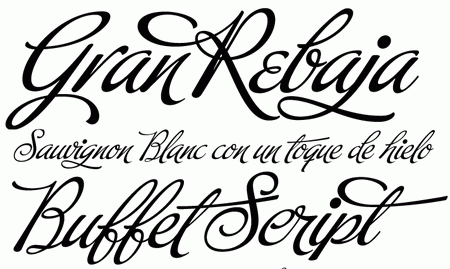 Gran Rebaja
Sauvignon Blanc con un toque de hielo
Buffet Script